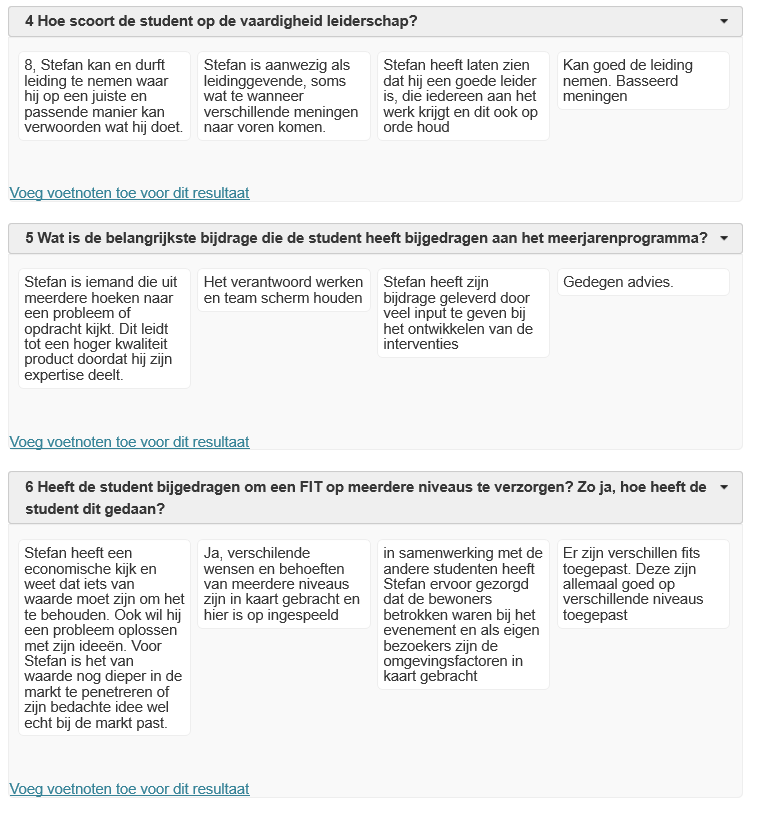 4 Hoe scoort de student op de vaardigheid leiderschap?
8, Stefan kan en durft
leiding te nemen waar
hij op een juiste en
passende manier kan
verwoorden wat hij doet.
Stefan is aanwezig als
leidinggevende, soms
wat te wanneer
verschillende meningen
naar voren komen.
Stefan heeft laten zien
dat hij een goede leider
is, die iedereen aan het
werk krijgt en dit ook op
orde houd
Kan goed de leiding
nemen. Basseerd
meningen
Voeg voetnoten toe voor dit resultaat
5 Wat is de belangrijkste bijdrage die de student heeft bijgedragen aan het meerjarenprogramma?
Stefan is iemand die uit
meerdere hoeken naar
een probleem of
opdracht kijkt. Dit leidt
tot een hoger kwaliteit
product doordat hij zijn
expertise deelt.
Het verantwoord werken
en team scherm houden
Stefan heeft zijn
bijdrage geleverd door
veel input te geven bij
het ontwikkelen van de
interventies
Gedegen advies.
Voeg voetnoten toe voor dit resultaat
6 Heeft de student bijgedragen om een FIT op meerdere niveaus te verzorgen? Zo ja, hoe heeft de
student dit gedaan?
Stefan heeft een
economische kijk en
weet dat iets van
waarde moet zijn om het
te behouden. Ook wil hij
een probleem oplossen
met zijn ideeën. Voor
Stefan is het van
waarde nog dieper in de
markt te penetreren of
zijn bedachte idee wel
echt bij de markt past.
Ja, verschilende
wensen en behoeften
van meerdere niveaus
zijn in kaart gebracht en
hier is op ingespeeld
in samenwerking met de
andere studenten heeft
Stefan ervoor gezorgd
dat de bewoners
betrokken waren bij het
evenement en als eigen
bezoekers zijn de
omgevingsfactoren in
kaart gebracht
Er zijn verschillen fits
toegepast. Deze zijn
allemaal goed op
verschillende niveaus
toegepast
Voeg voetnoten toe voor dit resultaat